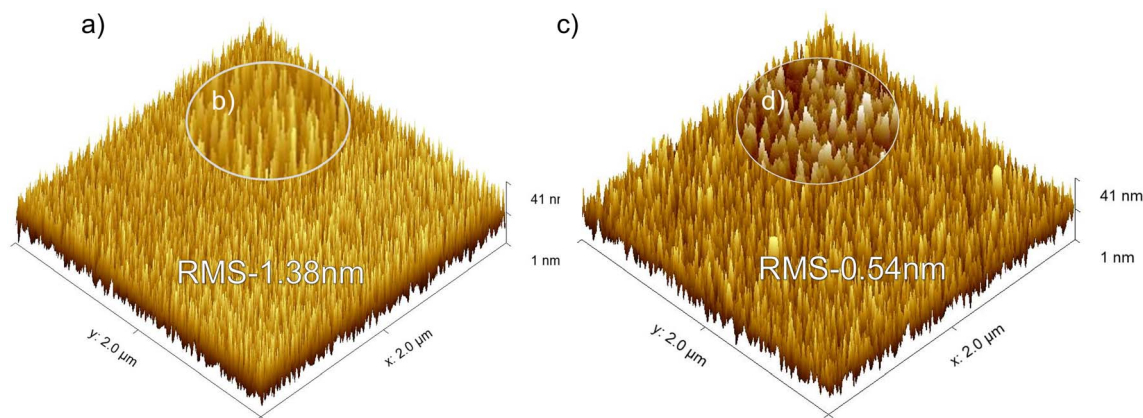 a)
b)
41 nm
RMS-1.38nm
1 nm
y: 2.0 µm
x: 2.0 µm
c)
d)
41 nm
RMS-0.54nm
1 nm
y: 2.0 µm
x: 2.0 µm